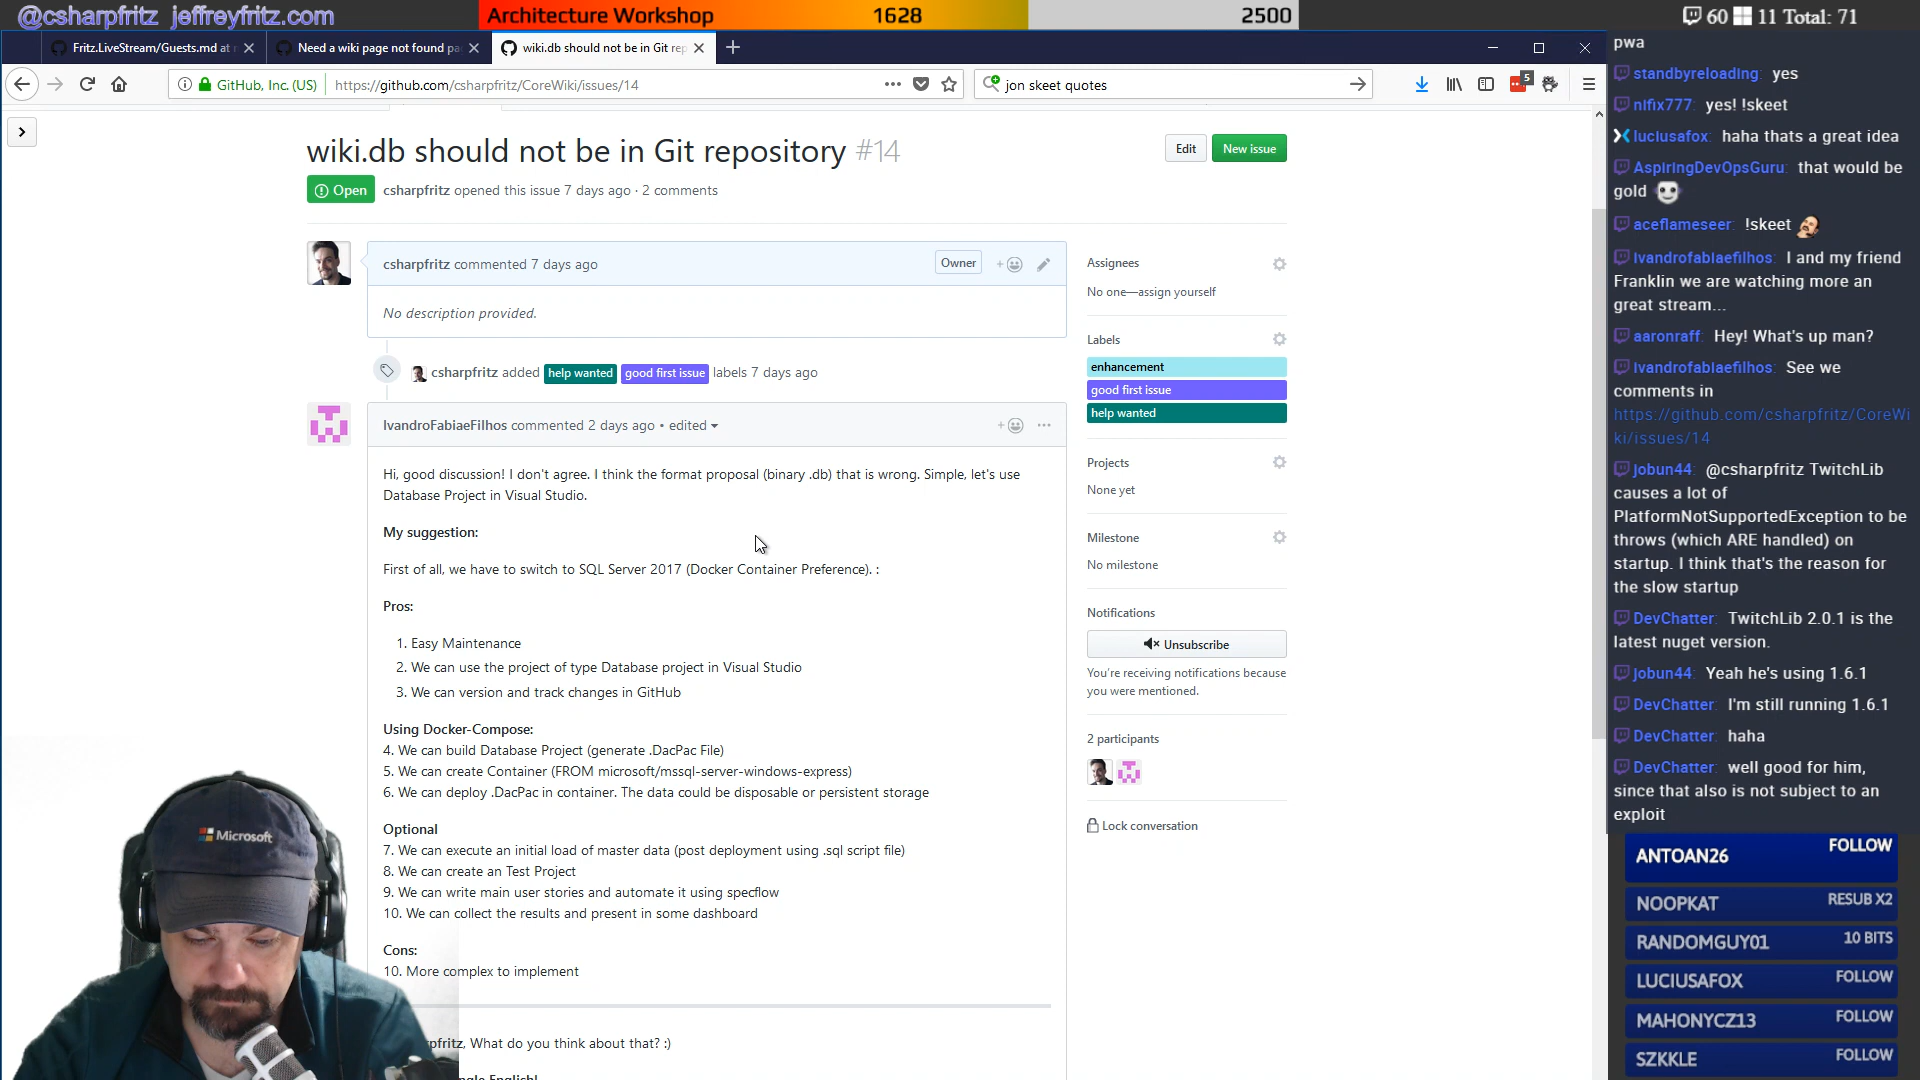 @csharpfritz jeffreyfritz.com
Architecture Workshop 1628 2500
60 11 Total: 71
Fritz.LiveStream/Guests.md at
Need a wiki page not found pa
wiki.db should not be in Git rep
GitHub, Inc. (US) https://github.com/csharpfritz/CoreWiki/issues/14
jon skeet quotes
5
wiki.db should not be in Git repository #14
Edit
New issue
Open csharpfritz opened this issue 7 days ago · 2 comments
csharpfritz commented 7 days ago
Owner
No description provided.
csharpfritz added help wanted good first issue labels 7 days ago
IvandroFabiaeFilhos commented 2 days ago • edited
Hi, good discussion! I don't agree. I think the format proposal (binary .db) that is wrong. Simple, let's use
Database Project in Visual Studio.
My suggestion:
First of all, we have to switch to SQL Server 2017 (Docker Container Preference). :
Pros:
1. Easy Maintenance
2. We can use the project of type Database project in Visual Studio
3. We can version and track changes in GitHub
Using Docker-Compose:
4. We can build Database Project (generate .DacPac File)
5. We can create Container (FROM microsoft/mssql-server-windows-express)
6. We can deploy .DacPac in container. The data could be disposable or persistent storage
Optional
7. We can execute an initial load of master data (post deployment using .sql script file)
8. We can create an Test Project
9. We can write main user stories and automate it using specflow
10. We can collect the results and present in some dashboard
Cons:
10. More complex to implement
pfritz, What do you think about that? :)
ngle English!
Assignees
No one—assign yourself
Labels
enhancement
good first issue
help wanted
Projects
None yet
Milestone
No milestone
Notifications
Unsubscribe
You're receiving notifications because
you were mentioned.
2 participants
Lock conversation
Microsoft
pwa
standbyreloading: yes
nifix777: yes! !skeet
luciusafox: haha thats a great idea
AspiringDevOpsGuru: that would be
gold
aceflameseer: !skeet
ivandrofabiaefilhos: I and my friend
Franklin we are watching more an
great stream...
aaronraff: Hey! What's up man?
ivandrofabiaefilhos: See we
comments in
https://github.com/csharpfritz/CoreWi
ki/issues/14
jobun44: @csharpfritz TwitchLib
causes a lot of
PlatformNotSupportedException to be
throws (which ARE handled) on
startup. I think that's the reason for
the slow startup
DevChatter: TwitchLib 2.0.1 is the
latest nuget version.
jobun44: Yeah he's using 1.6.1
DevChatter: I'm still running 1.6.1
DevChatter: haha
DevChatter: well good for him,
since that also is not subject to an
exploit
ANTOAN26 FOLLOW
NOOPKAT RESUB X2
RANDOMGUY01 10 BITS
LUCIUSAFOX FOLLOW
MAHONYCZ13 FOLLOW
SZKKLE FOLLOW